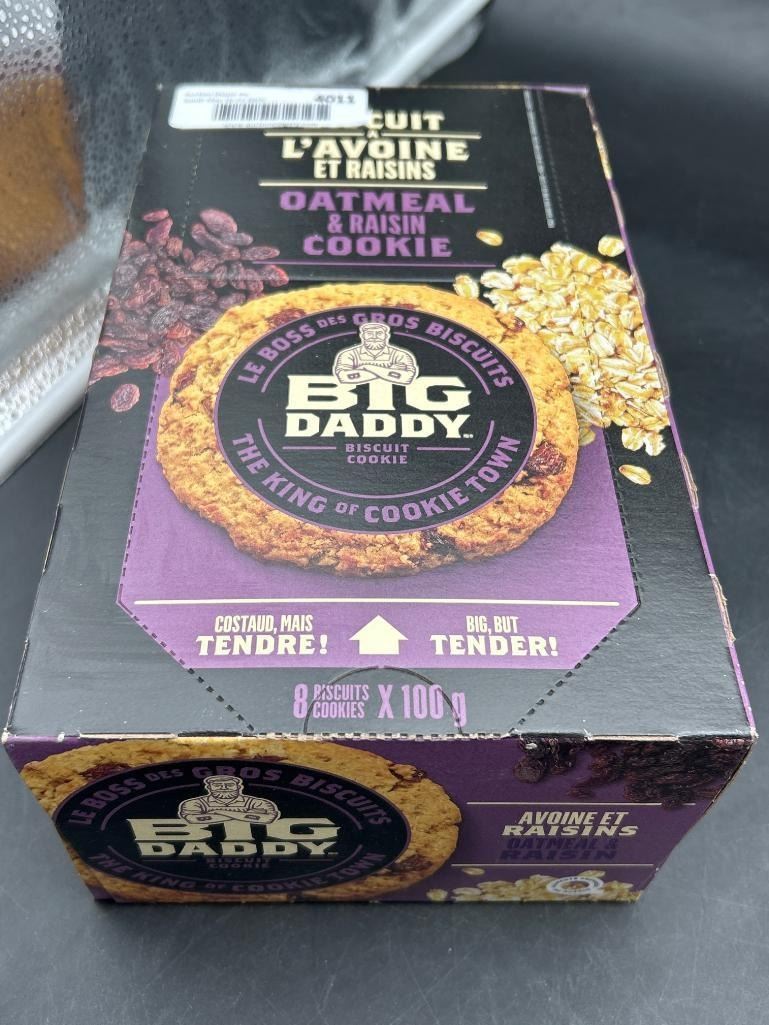 4011
CUIT
À
L'AVOINE
ET RAISINS
OATMEAL
& RAISIN
COOKIE
LE BOSS DES GROS BISCUITS
BIG
DADDY
BISCUIT
COOKIE
THE KING OF COOKIE TOWN
COSTAUD, MAIS
TENDRE!
BIG, BUT
TENDER!
8 BISCUITS
COOKIES X 100 g
LE BOSS DES GROS BISCUITS
BIG
DADDY
BISCUIT
COOKIE
THE KING OF COOKIE TOWN
AVOINE ET
RAISINS
OATMEAL &
RAISIN